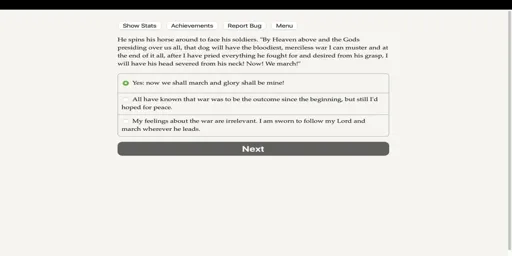 Show Stats Achievements Report Bug Menu
He spins his horse around to face his soldiers. "By Heaven above and the Gods
presiding over us all, that dog will have the bloodiest, merciless war I can muster and at
the end of it all, after I have pried everything he fought for and desired from his grasp, I
will have his head severed from his neck! Now! We march!"
Yes: now we shall march and glory shall be mine!
All have known that war was to be the outcome since the beginning, but still I'd
hoped for peace.
My feelings about the war are irrelevant. I am sworn to follow my Lord and
march wherever he leads.
Next